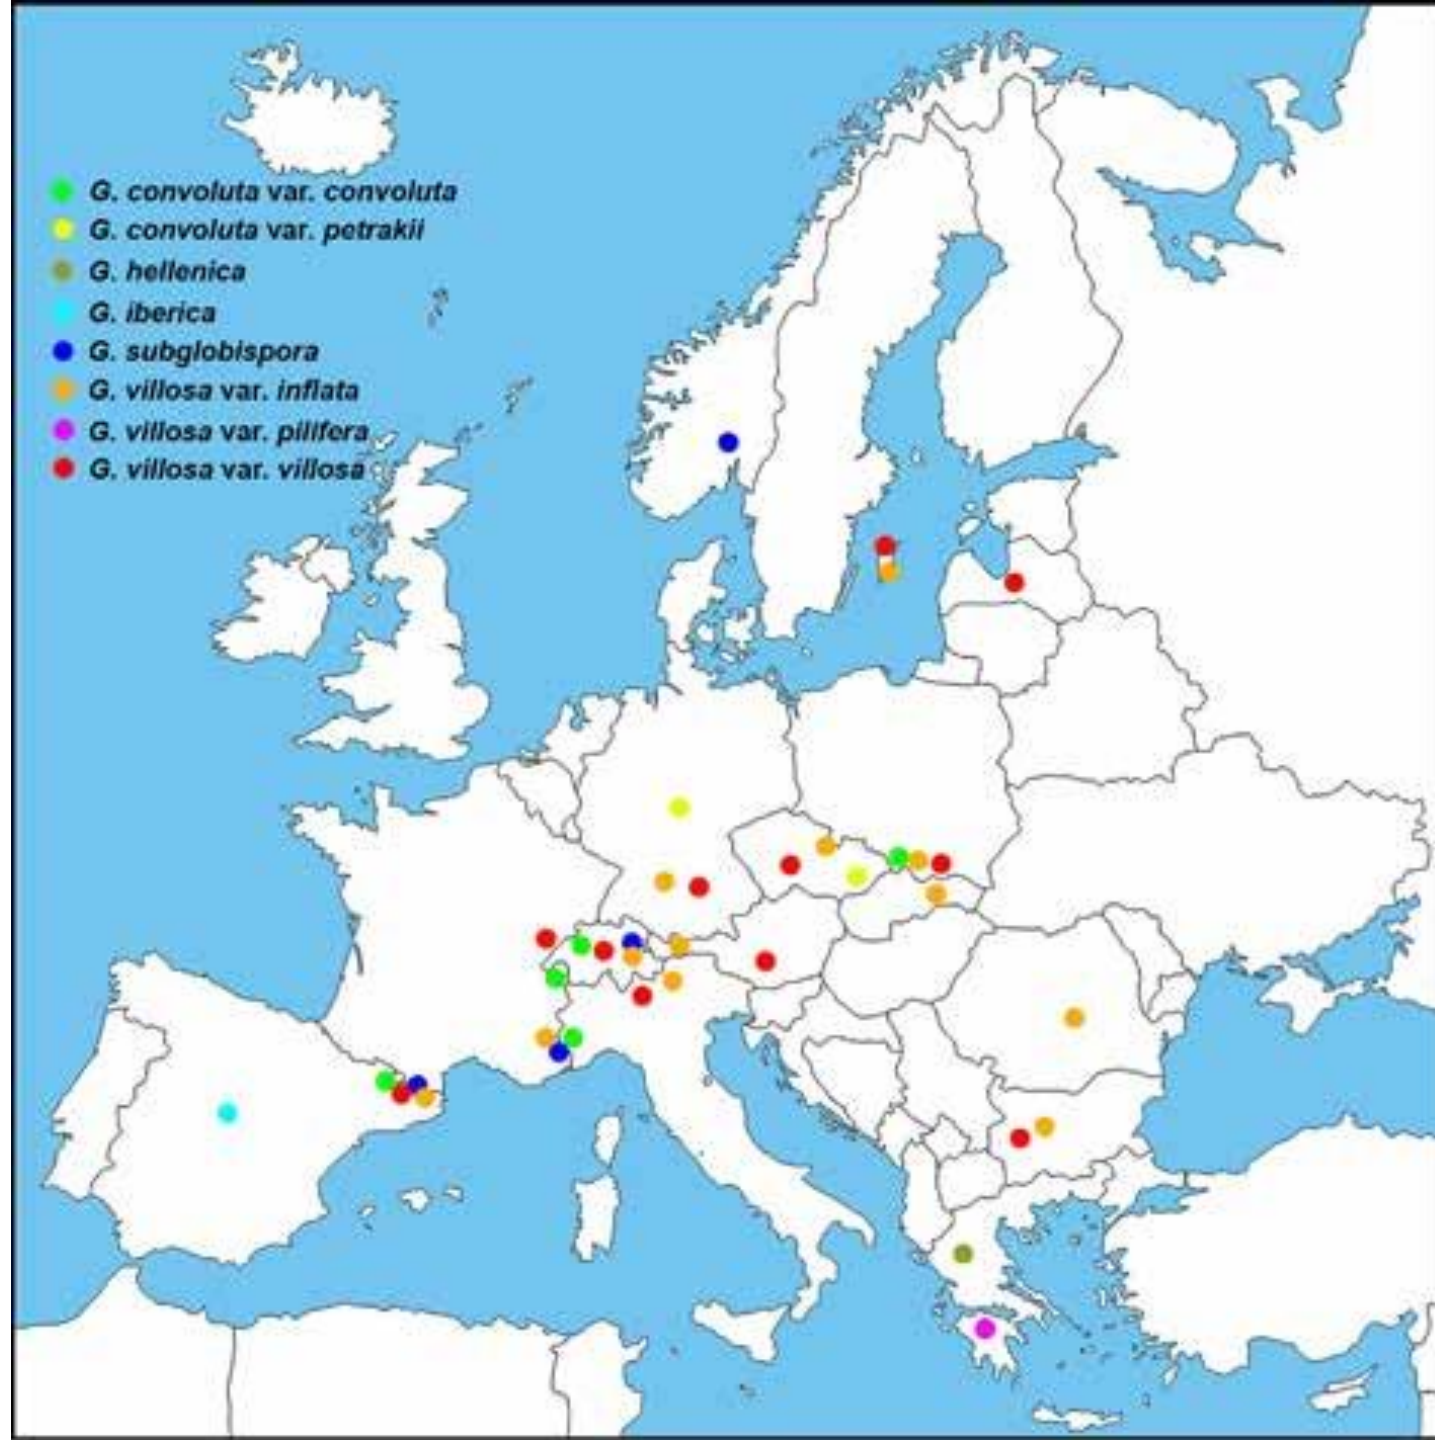 G. convoluta var. convoluta
G. convoluta var. petrakii
G. hellenica
G. iberica
G. subglobispora
G. villosa var. inflata
G. villosa var. pilifera
G. villosa var. villosa